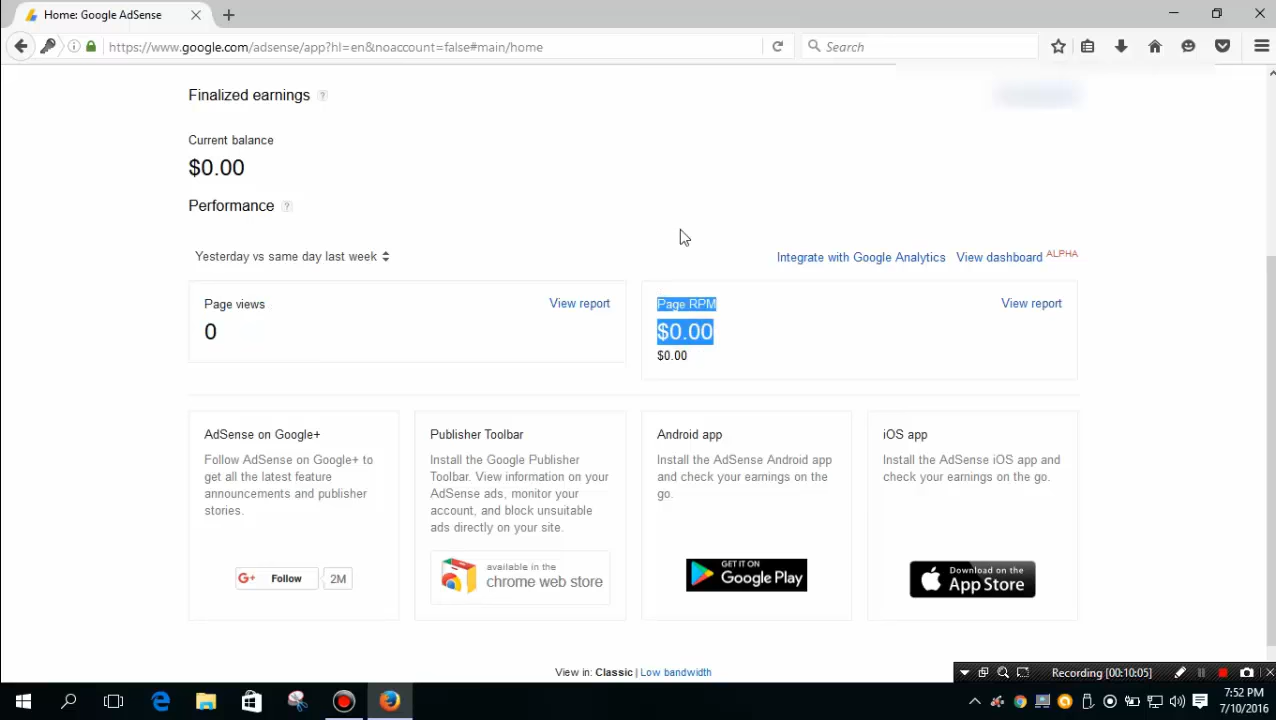 Home: Google AdSense
https://www.google.com/adsense/app?hl=en&noaccount=false#main/home
Search
Finalized earnings ?
Current balance
$0.00
Performance ?
Yesterday vs same day last week
Integrate with Google Analytics
View dashboard ALPHA
Page views
View report
0
Page RPM
View report
$0.00
$0.00
AdSense on Google+
Follow AdSense on Google+ to
get all the latest feature
announcements and publisher
stories.
G+ Follow 2M
Publisher Toolbar
Install the Google Publisher
Toolbar. View information on your
AdSense ads, monitor your
account, and block unsuitable
ads directly on your site.
available in the
chrome web store
Android app
Install the AdSense Android app
and check your earnings on the
go.
GET IT ON
Google Play
iOS app
Install the AdSense iOS app and
check your earnings on the go.
Download on the
App Store
View in: Classic | Low bandwidth
Recording [00:10:05]
7:52 PM
7/10/2016